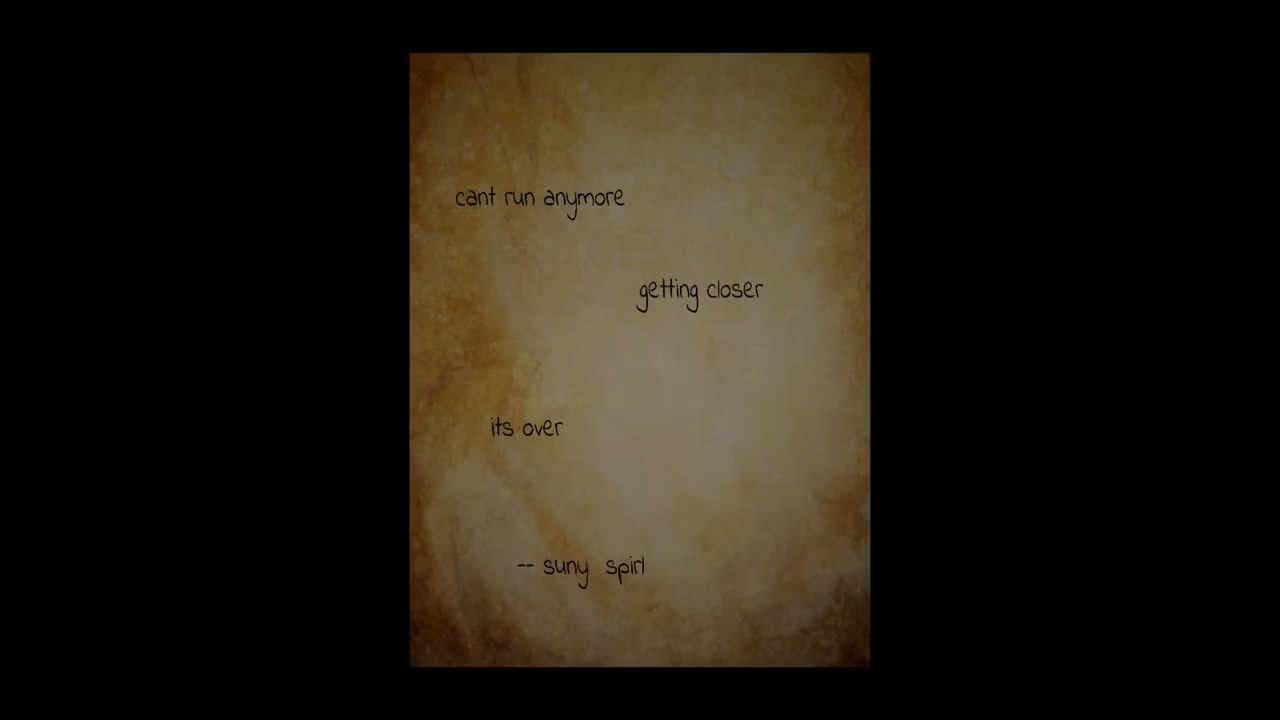 cant run anymore
getting closer
its over
-- suny spirl